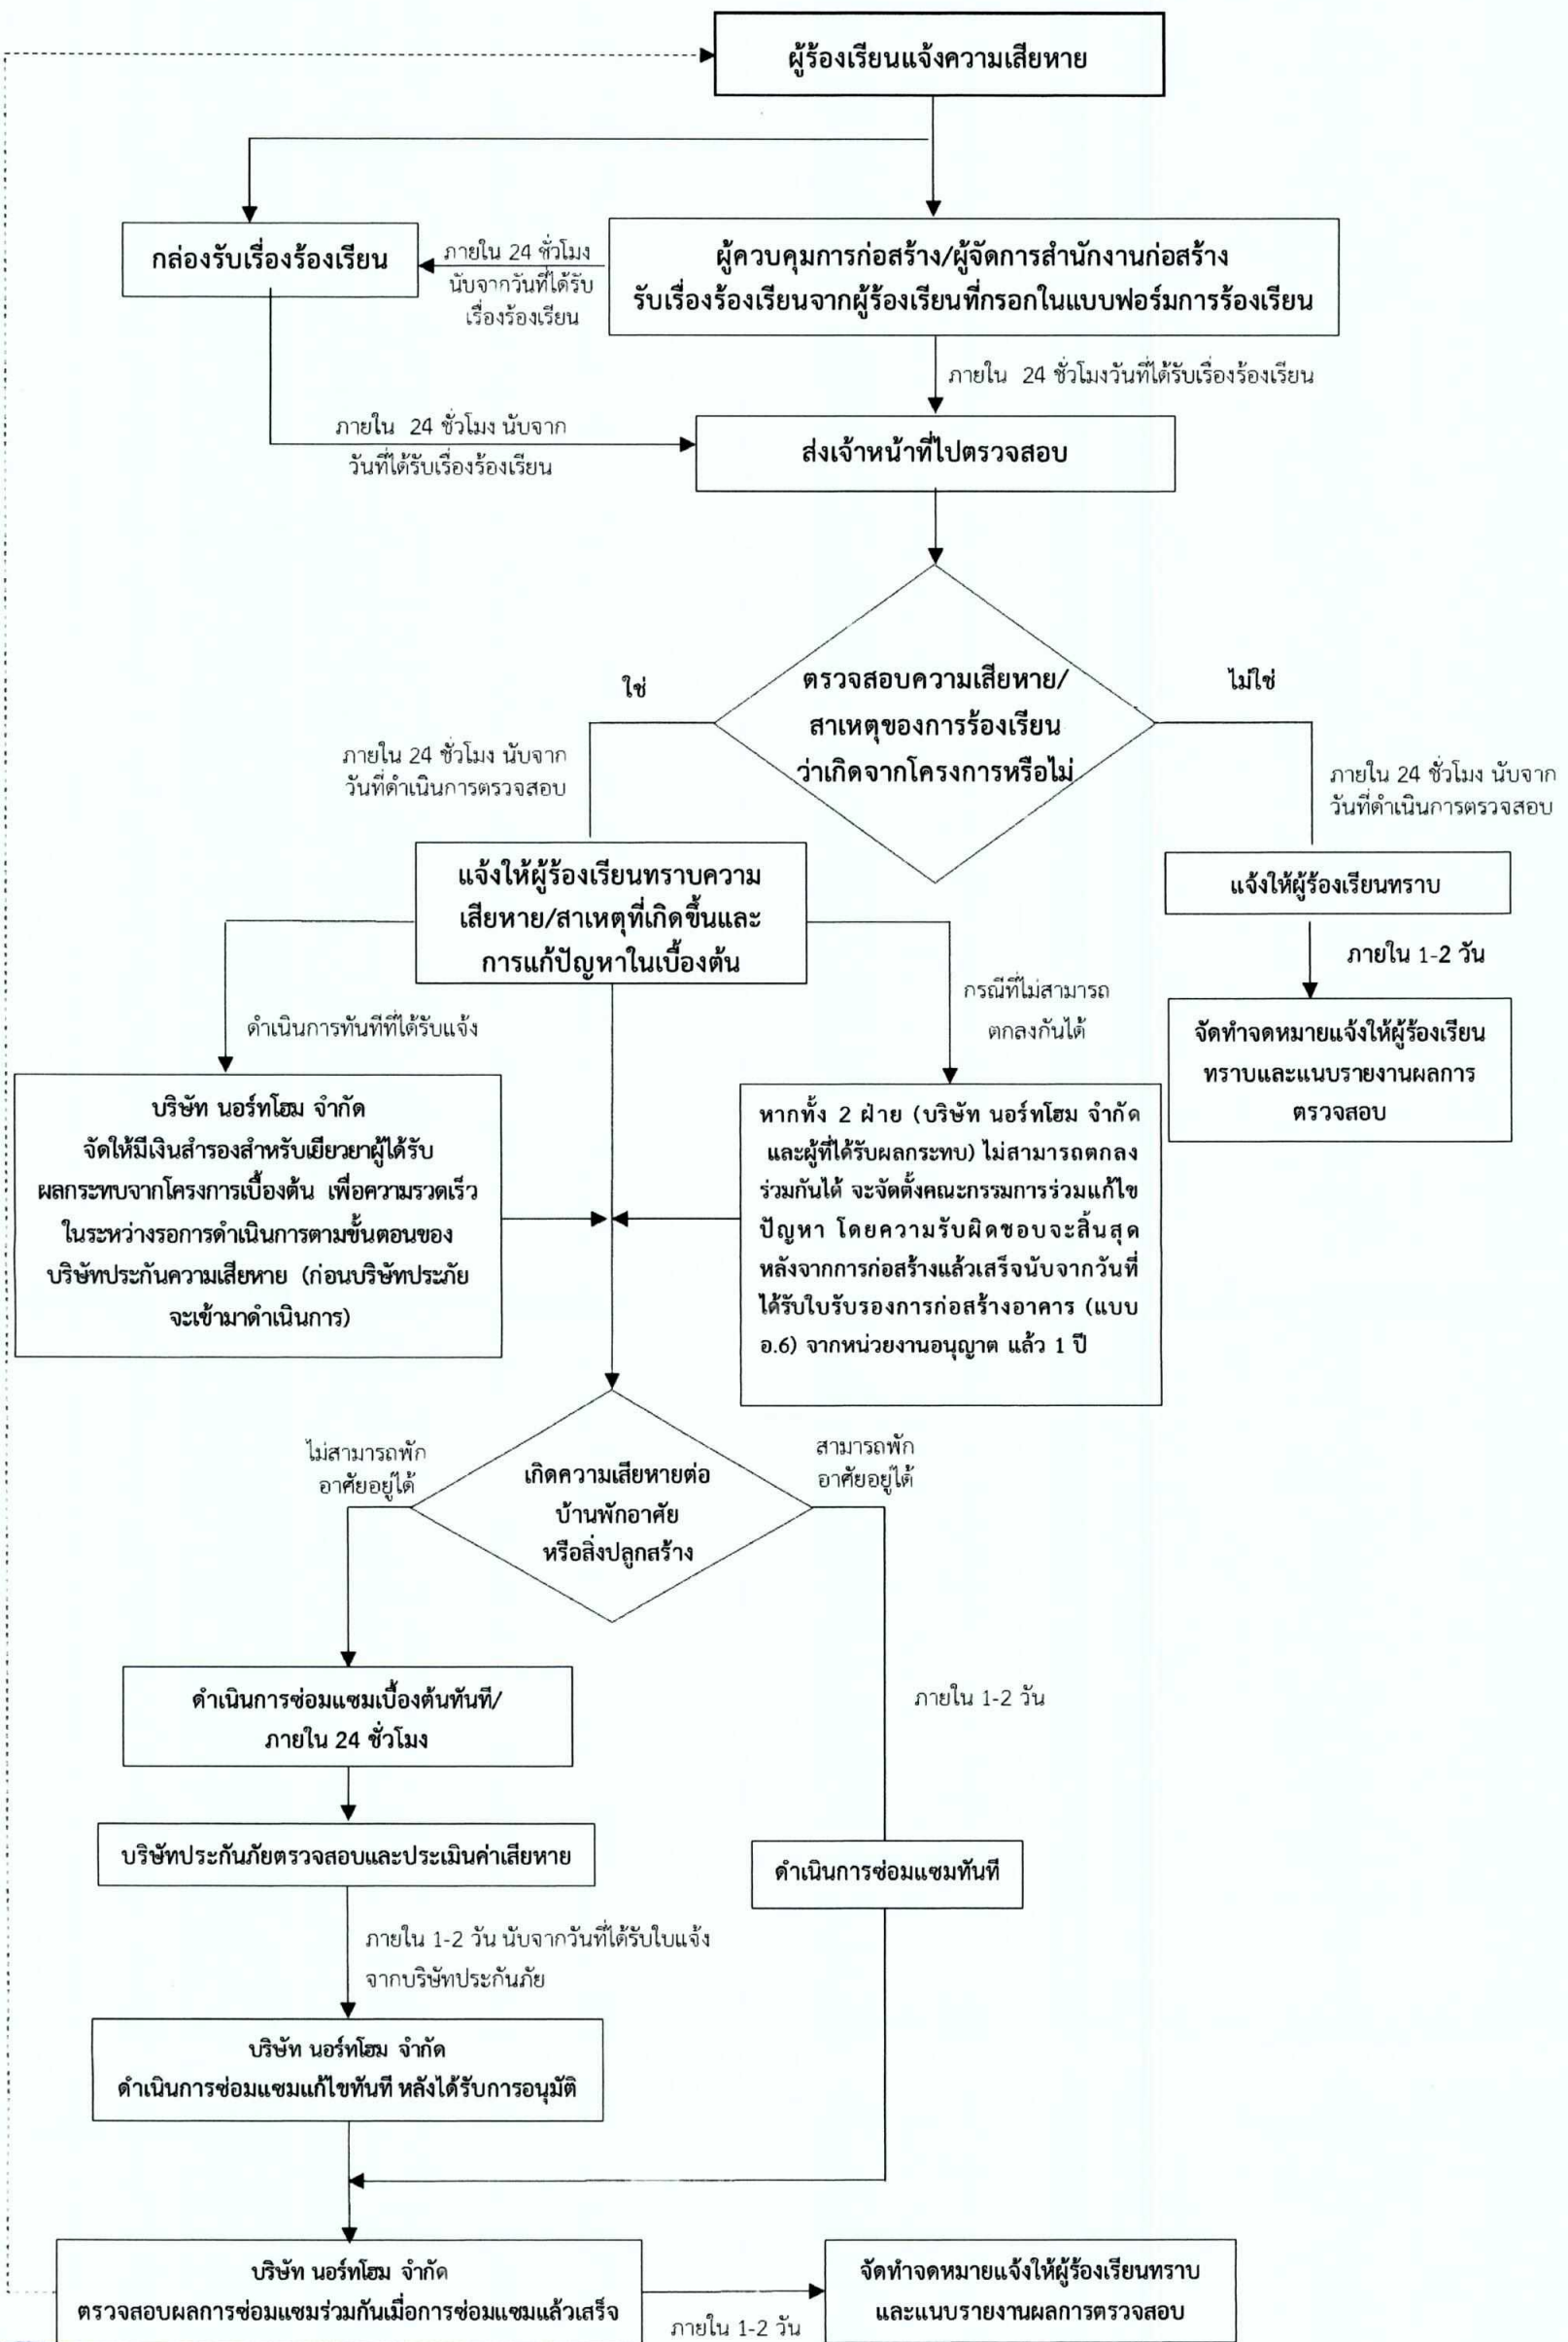 ผู้ร้องเรียนแจ้งความเสียหาย
กล่องรับเรื่องร้องเรียน
ภายใน 24 ชั่วโมง
นับจากวันที่ได้รับ
เรื่องร้องเรียน
ผู้ควบคุมการก่อสร้าง/ผู้จัดการสำนักงานก่อสร้าง
รับเรื่องร้องเรียนจากผู้ร้องเรียนที่กรอกในแบบฟอร์มการร้องเรียน
ภายใน 24 ชั่วโมงวันที่ได้รับเรื่องร้องเรียน
ภายใน 24 ชั่วโมง นับจาก
วันที่ได้รับเรื่องร้องเรียน
ส่งเจ้าหน้าที่ไปตรวจสอบ
ตรวจสอบความเสียหาย/
สาเหตุของการร้องเรียน
ว่าเกิดจากโครงการหรือไม่
ใช่
ไม่ใช่
ภายใน 24 ชั่วโมง นับจาก
วันที่ดำเนินการตรวจสอบ
ภายใน 24 ชั่วโมง นับจาก
วันที่ดำเนินการตรวจสอบ
แจ้งให้ผู้ร้องเรียนทราบความ
เสียหาย/สาเหตุที่เกิดขึ้นและ
การแก้ปัญหาในเบื้องต้น
แจ้งให้ผู้ร้องเรียนทราบ
ภายใน 1-2 วัน
จัดทำจดหมายแจ้งให้ผู้ร้องเรียน
ทราบและแนบรายงานผลการ
ตรวจสอบ
ดำเนินการทันทีที่ได้รับแจ้ง
กรณีที่ไม่สามารถ
ตกลงกันได้
บริษัท นอร์ทโฮม จำกัด
จัดให้มีเงินสำรองสำหรับเยียวยาผู้ได้รับ
ผลกระทบจากโครงการเบื้องต้น เพื่อความรวดเร็ว
ในระหว่างรอการดำเนินการตามขั้นตอนของ
บริษัทประกันความเสียหาย (ก่อนบริษัทประภัย
จะเข้ามาดำเนินการ)
หากทั้ง 2 ฝ่าย (บริษัท นอร์ทโฮม จำกัด
และผู้ที่ได้รับผลกระทบ) ไม่สามารถตกลง
ร่วมกันได้ จะจัดตั้งคณะกรรมการร่วมแก้ไข
ปัญหา โดยความรับผิดชอบจะสิ้นสุด
หลังจากการก่อสร้างแล้วเสร็จนับจากวันที่
ได้รับใบรับรองการก่อสร้างอาคาร (แบบ
อ.6) จากหน่วยงานอนุญาต แล้ว 1 ปี
เกิดความเสียหายต่อ
บ้านพักอาศัย
หรือสิ่งปลูกสร้าง
ไม่สามารถพัก
อาศัยอยู่ได้
สามารถพัก
อาศัยอยู่ได้
ดำเนินการซ่อมแซมเบื้องต้นทันที/
ภายใน 24 ชั่วโมง
ภายใน 1-2 วัน
บริษัทประกันภัยตรวจสอบและประเมินค่าเสียหาย
ดำเนินการซ่อมแซมทันที
ภายใน 1-2 วัน นับจากวันที่ได้รับใบแจ้ง
จากบริษัทประกันภัย
บริษัท นอร์ทโฮม จำกัด
ดำเนินการซ่อมแซมแก้ไขทันที หลังได้รับการอนุมัติ
บริษัท นอร์ทโฮม จำกัด
ตรวจสอบผลการซ่อมแซมร่วมกันเมื่อการซ่อมแซมแล้วเสร็จ
ภายใน 1-2 วัน
จัดทำจดหมายแจ้งให้ผู้ร้องเรียนทราบ
และแนบรายงานผลการตรวจสอบ